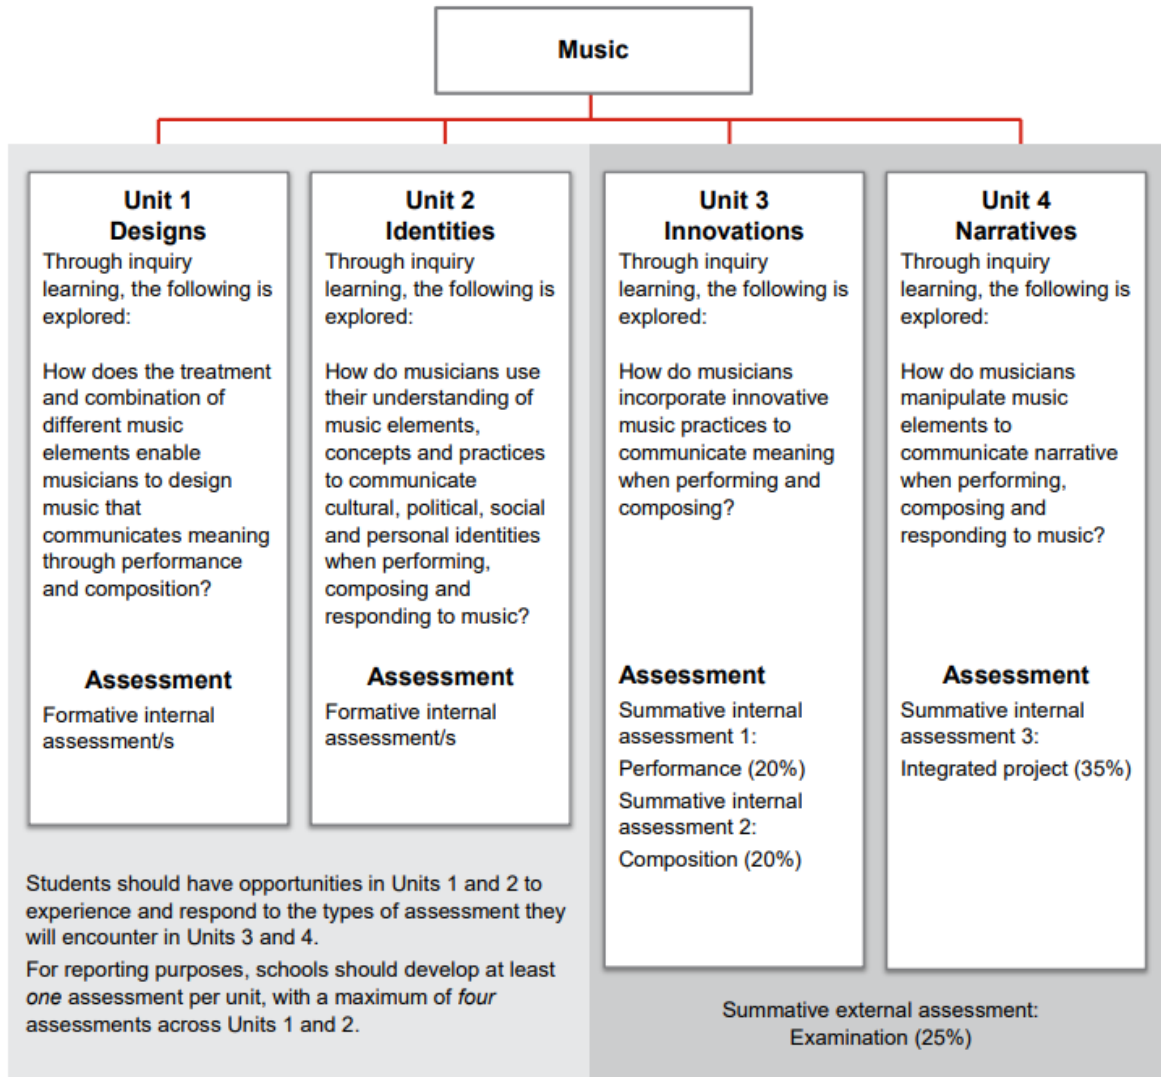 Music
Unit 1
Designs
Through inquiry
learning, the following is
explored:
How does the treatment
and combination of
different music
elements enable
musicians to design
music that
communicates meaning
through performance
and composition?
Assessment
Formative internal
assessment/s
Unit 2
Identities
Through inquiry
learning, the following is
explored:
How do musicians use
their understanding of
music elements,
concepts and practices
to communicate
cultural, political, social
and personal identities
when performing,
composing and
responding to music?
Assessment
Formative internal
assessment/s
Students should have opportunities in Units 1 and 2 to
experience and respond to the types of assessment they
will encounter in Units 3 and 4.
For reporting purposes, schools should develop at least
one assessment per unit, with a maximum of four
assessments across Units 1 and 2.
Unit 3
Innovations
Through inquiry
learning, the following is
explored:
How do musicians
incorporate innovative
music practices to
communicate meaning
when performing and
composing?
Assessment
Summative internal
assessment 1:
Performance (20%)
Summative internal
assessment 2:
Composition (20%)
Unit 4
Narratives
Through inquiry
learning, the following is
explored:
How do musicians
manipulate music
elements to
communicate narrative
when performing,
composing and
responding to music?
Assessment
Summative internal
assessment 3:
Integrated project (35%)
Summative external assessment:
Examination (25%)